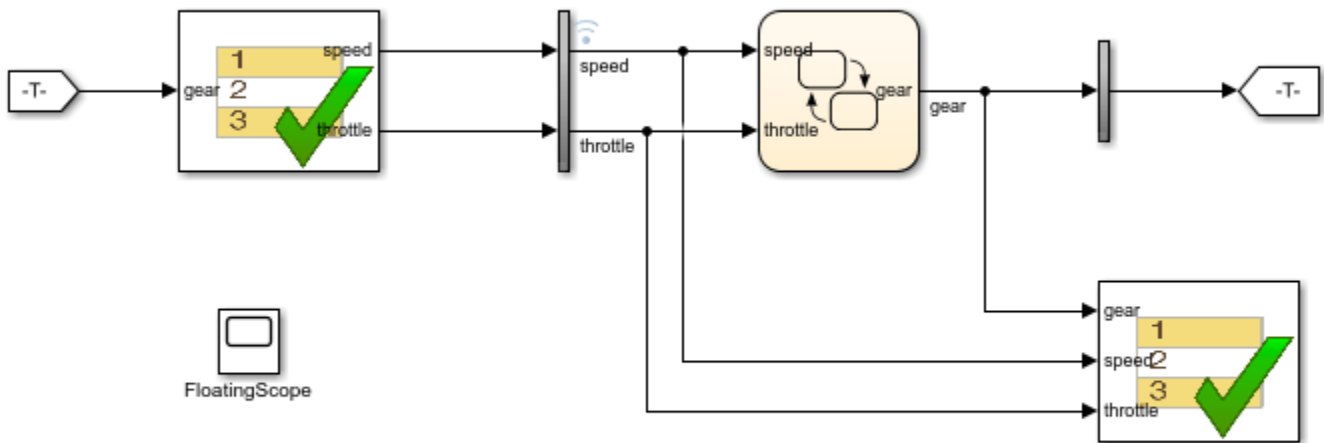 -T-
gear
1
2
3
speed
throttle
speed
throttle
speed
throttle
gear
gear
-T-
FloatingScope
gear
speed
throttle
1
2
3